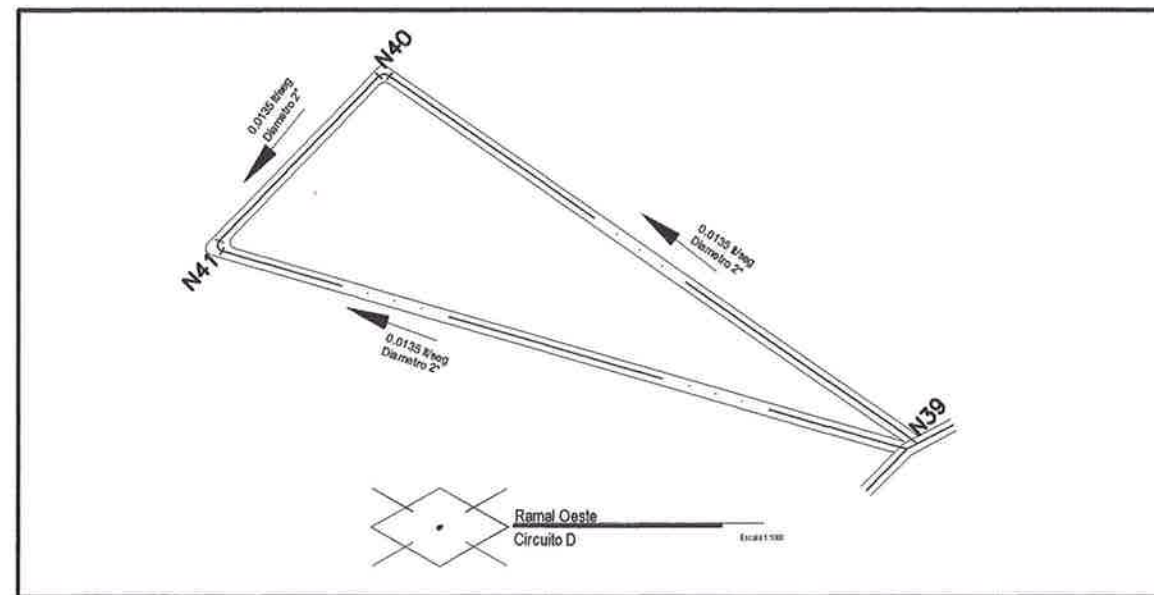 N40
0.0135 lt/seg
Diametro 2"
0.0135 lt/seg
Diametro 2"
N41
0.0135 lt/seg
Diametro 2"
N39
Ramal Oeste
Circuito D